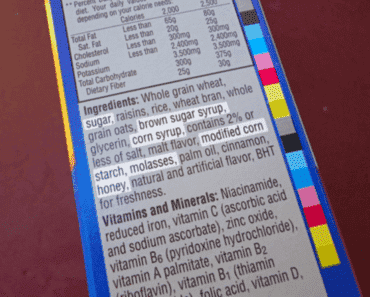 ** Percent
diet. Your daily values
depending on your calorie needs:
Calories 2,000 2,500
Total Fat Less than 65g 80g
Sat. Fat Less than 20g 25g
Cholesterol Less than 300mg 300mg
Sodium Less than 2,400mg 2,400mg
Potassium 3,500mg 3,500mg
Total Carbohydrate 300g 375g
Dietary Fiber 25g 30g
Ingredients: Whole grain wheat,
sugar, raisins, rice, wheat bran, whole
grain oats, brown sugar syrup,
glycerin, corn syrup, contains 2% or
less of salt, malt flavor, modified corn
starch, molasses, palm oil, cinnamon,
honey, natural and artificial flavor, BHT
for freshness.
Vitamins and Minerals: Niacinamide,
reduced iron, vitamin C (ascorbic acid
and sodium ascorbate), zinc oxide,
vitamin B6 (pyridoxine hydrochloride),
vitamin A palmitate, vitamin B2
(riboflavin), vitamin B1 (thiamin
folic acid, vitamin D,